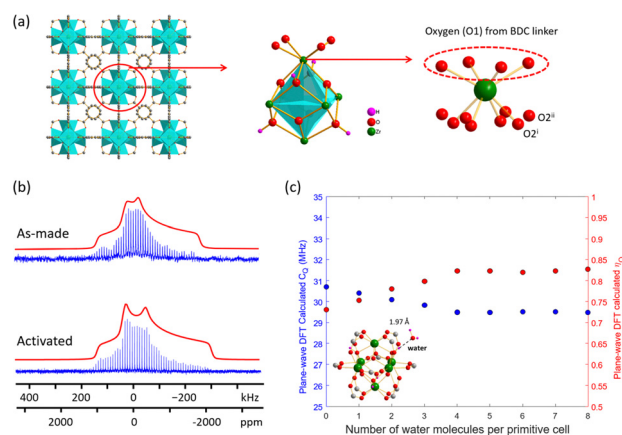 (a)
Oxygen (O1) from BDC linker
H
O
Zr
O2ii
O2i
(b)
As-made
Activated
400 200 0 -200 kHz
2000 0 -2000 ppm
(c)
Plane-wave DFT Calculated CQ (MHz)
35
34
33
32
31
30
29
28
27
26
25
1.97 Å
water
0 1 2 3 4 5 6 7 8
Number of water molecules per primitive cell
1
0.95
0.9
0.85
0.8
0.75
0.7
0.65
0.6
0.55
0.5
Plane-wave DFT calculated ηQ